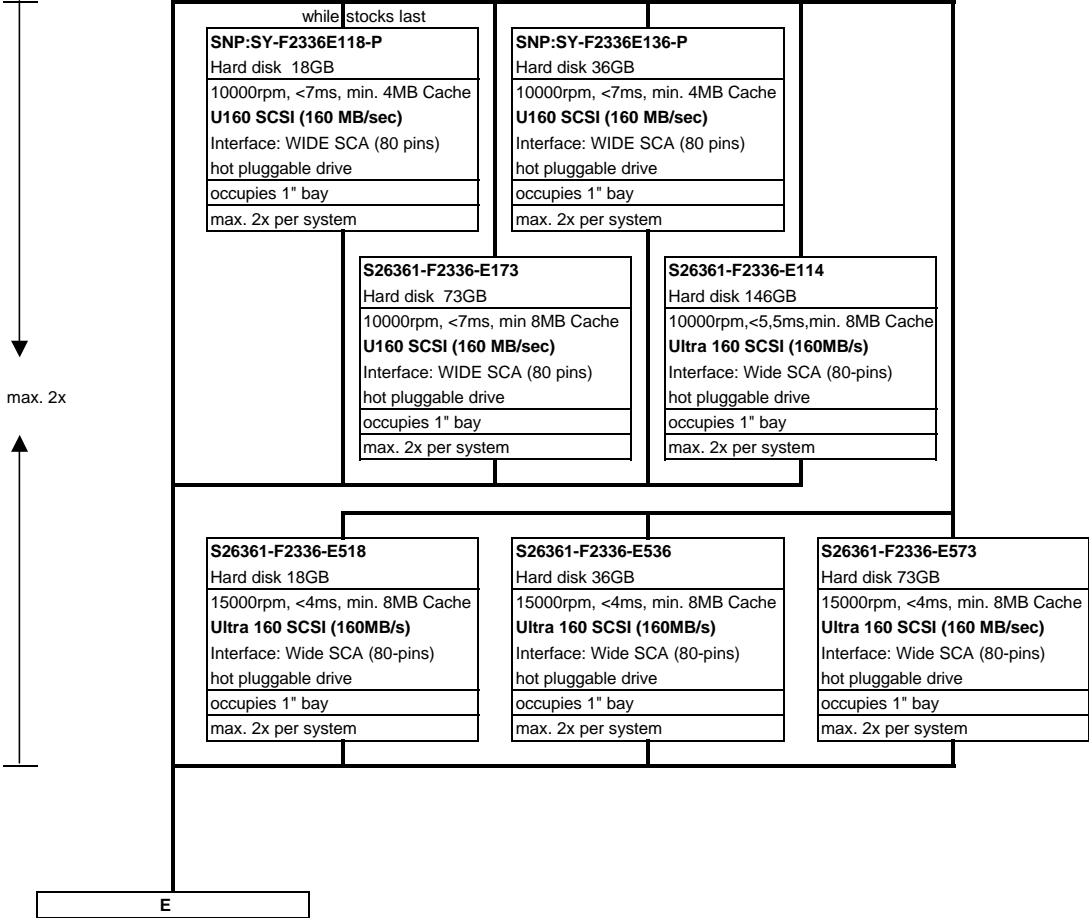 while stocks last
SNP:SY-F2336E118-P
Hard disk 18GB
10000rpm, <7ms, min. 4MB Cache
U160 SCSI (160 MB/sec)
Interface: WIDE SCA (80 pins)
hot pluggable drive
occupies 1" bay
max. 2x per system
SNP:SY-F2336E136-P
Hard disk 36GB
10000rpm, <7ms, min. 4MB Cache
U160 SCSI (160 MB/sec)
Interface: WIDE SCA (80 pins)
hot pluggable drive
occupies 1" bay
max. 2x per system
S26361-F2336-E173
Hard disk 73GB
10000rpm, <7ms, min 8MB Cache
U160 SCSI (160 MB/sec)
Interface: WIDE SCA (80 pins)
hot pluggable drive
occupies 1" bay
max. 2x per system
S26361-F2336-E114
Hard disk 146GB
10000rpm,<5,5ms,min. 8MB Cache
Ultra 160 SCSI (160MB/s)
Interface: Wide SCA (80-pins)
hot pluggable drive
occupies 1" bay
max. 2x per system
max. 2x
S26361-F2336-E518
Hard disk 18GB
15000rpm, <4ms, min. 8MB Cache
Ultra 160 SCSI (160MB/s)
Interface: Wide SCA (80-pins)
hot pluggable drive
occupies 1" bay
max. 2x per system
S26361-F2336-E536
Hard disk 36GB
15000rpm, <4ms, min. 8MB Cache
Ultra 160 SCSI (160MB/s)
Interface: Wide SCA (80-pins)
hot pluggable drive
occupies 1" bay
max. 2x per system
S26361-F2336-E573
Hard disk 73GB
15000rpm, <4ms, min. 8MB Cache
Ultra 160 SCSI (160 MB/sec)
Interface: Wide SCA (80-pins)
hot pluggable drive
occupies 1" bay
max. 2x per system
E